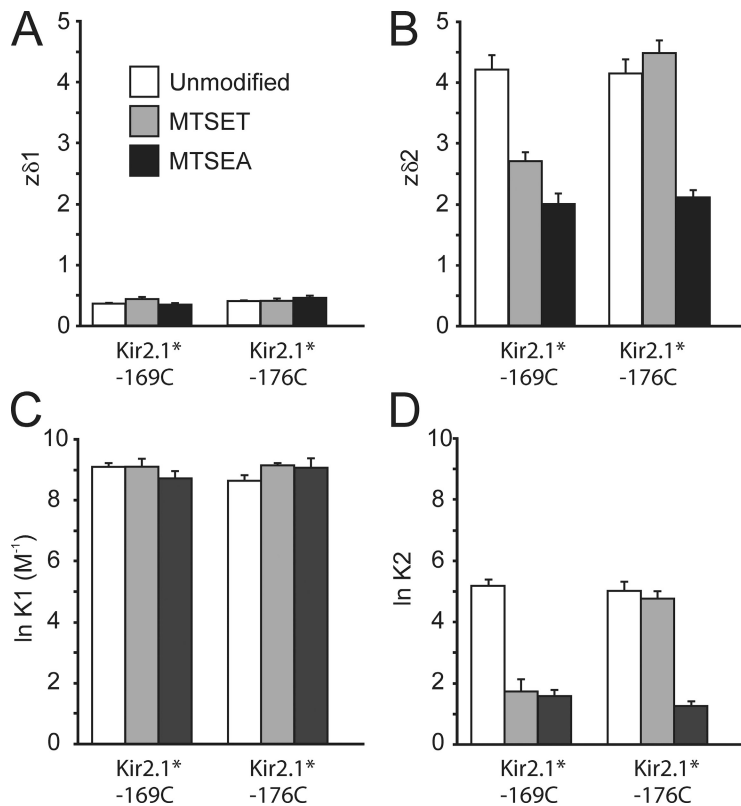 A
5
4
3
2
1
0
zδ1
Unmodified
MTSET
MTSEA
Kir2.1*
-169C
Kir2.1*
-176C
B
5
4
3
2
1
0
zδ2
Kir2.1*
-169C
Kir2.1*
-176C
C
10
8
6
4
2
0
ln K1 (M⁻¹)
Kir2.1*
-169C
Kir2.1*
-176C
D
10
8
6
4
2
0
ln K2
Kir2.1*
-169C
Kir2.1*
-176C